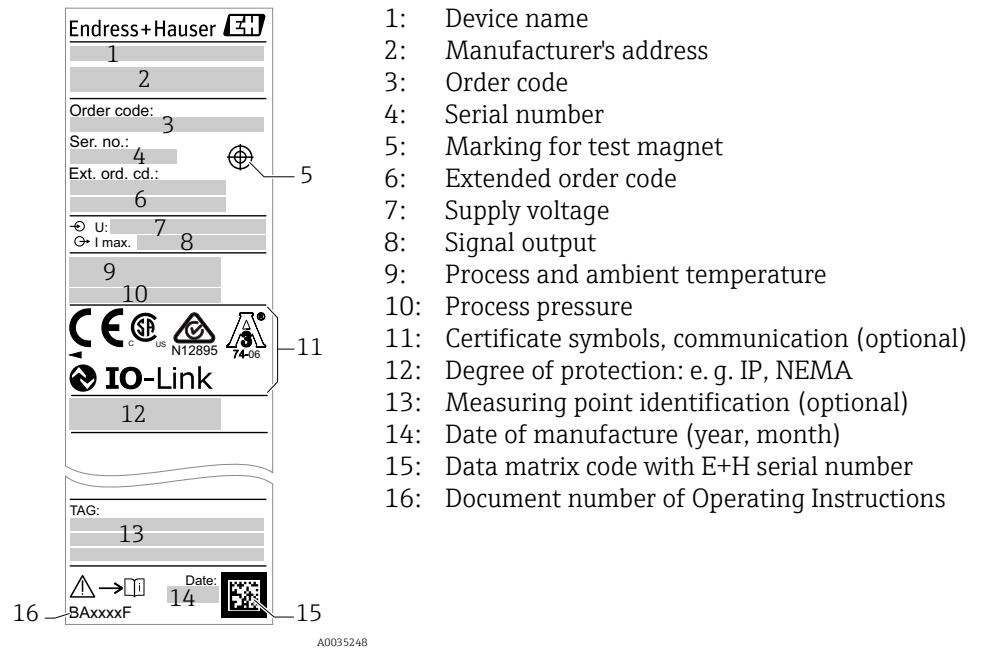 Endress+Hauser EH
1
2
Order code:
3
Ser. no.:
4
5
Ext. ord. cd.:
6
U: 7
I max. 8
9
10
CE C SA US N12895 3 A ® 74-06
11
IO-Link
12
TAG:
13
Date:
14
16 BAxxxxF
15
A0035248
1: Device name
2: Manufacturer's address
3: Order code
4: Serial number
5: Marking for test magnet
6: Extended order code
7: Supply voltage
8: Signal output
9: Process and ambient temperature
10: Process pressure
11: Certificate symbols, communication (optional)
12: Degree of protection: e. g. IP, NEMA
13: Measuring point identification (optional)
14: Date of manufacture (year, month)
15: Data matrix code with E+H serial number
16: Document number of Operating Instructions